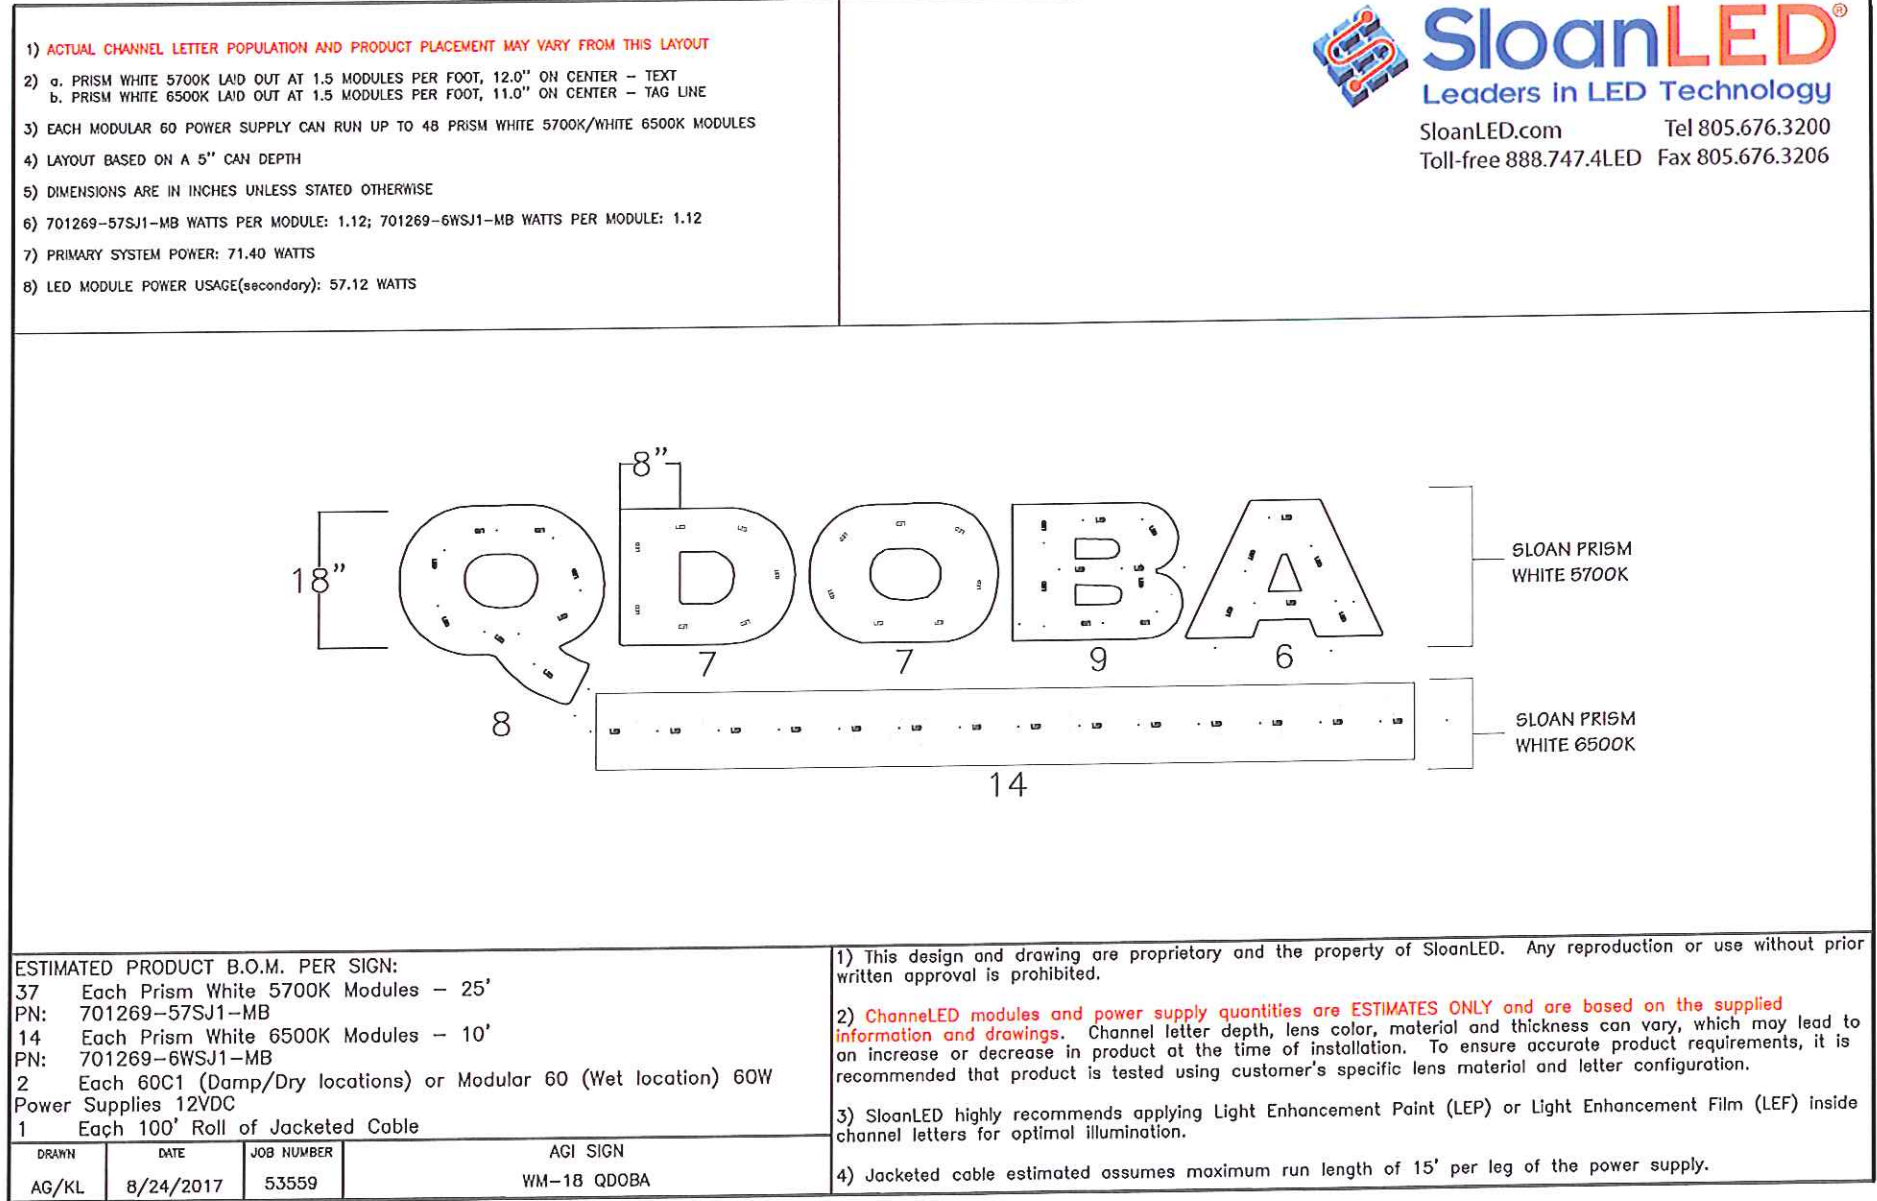 1) ACTUAL CHANNEL LETTER POPULATION AND PRODUCT PLACEMENT MAY VARY FROM THIS LAYOUT
2) a. PRISM WHITE 5700K LAID OUT AT 1.5 MODULES PER FOOT, 12.0" ON CENTER – TEXT
b. PRISM WHITE 6500K LAID OUT AT 1.5 MODULES PER FOOT, 11.0" ON CENTER – TAG LINE
3) EACH MODULAR 60 POWER SUPPLY CAN RUN UP TO 48 PRISM WHITE 5700K/WHITE 6500K MODULES
4) LAYOUT BASED ON A 5" CAN DEPTH
5) DIMENSIONS ARE IN INCHES UNLESS STATED OTHERWISE
6) 701269-57SJ1-MB WATTS PER MODULE: 1.12; 701269-6WSJ1-MB WATTS PER MODULE: 1.12
7) PRIMARY SYSTEM POWER: 71.40 WATTS
8) LED MODULE POWER USAGE(secondary): 57.12 WATTS
SloanLED®
Leaders in LED Technology
SloanLED.com Tel 805.676.3200
Toll-free 888.747.4LED Fax 805.676.3206
8"
18"
QDOBA
SLOAN PRISM
WHITE 5700K
7 7 9 6
8
SLOAN PRISM
WHITE 6500K
14
ESTIMATED PRODUCT B.O.M. PER SIGN:
37 Each Prism White 5700K Modules – 25'
PN: 701269-57SJ1-MB
14 Each Prism White 6500K Modules – 10'
PN: 701269-6WSJ1-MB
2 Each 60C1 (Damp/Dry locations) or Modular 60 (Wet location) 60W
Power Supplies 12VDC
1 Each 100' Roll of Jacketed Cable
DRAWN DATE JOB NUMBER AGI SIGN
AG/KL 8/24/2017 53559 WM-18 QDOBA
1) This design and drawing are proprietary and the property of SloanLED. Any reproduction or use without prior
written approval is prohibited.
2) ChanneLED modules and power supply quantities are ESTIMATES ONLY and are based on the supplied
information and drawings. Channel letter depth, lens color, material and thickness can vary, which may lead to
an increase or decrease in product at the time of installation. To ensure accurate product requirements, it is
recommended that product is tested using customer's specific lens material and letter configuration.
3) SloanLED highly recommends applying Light Enhancement Paint (LEP) or Light Enhancement Film (LEF) inside
channel letters for optimal illumination.
4) Jacketed cable estimated assumes maximum run length of 15' per leg of the power supply.